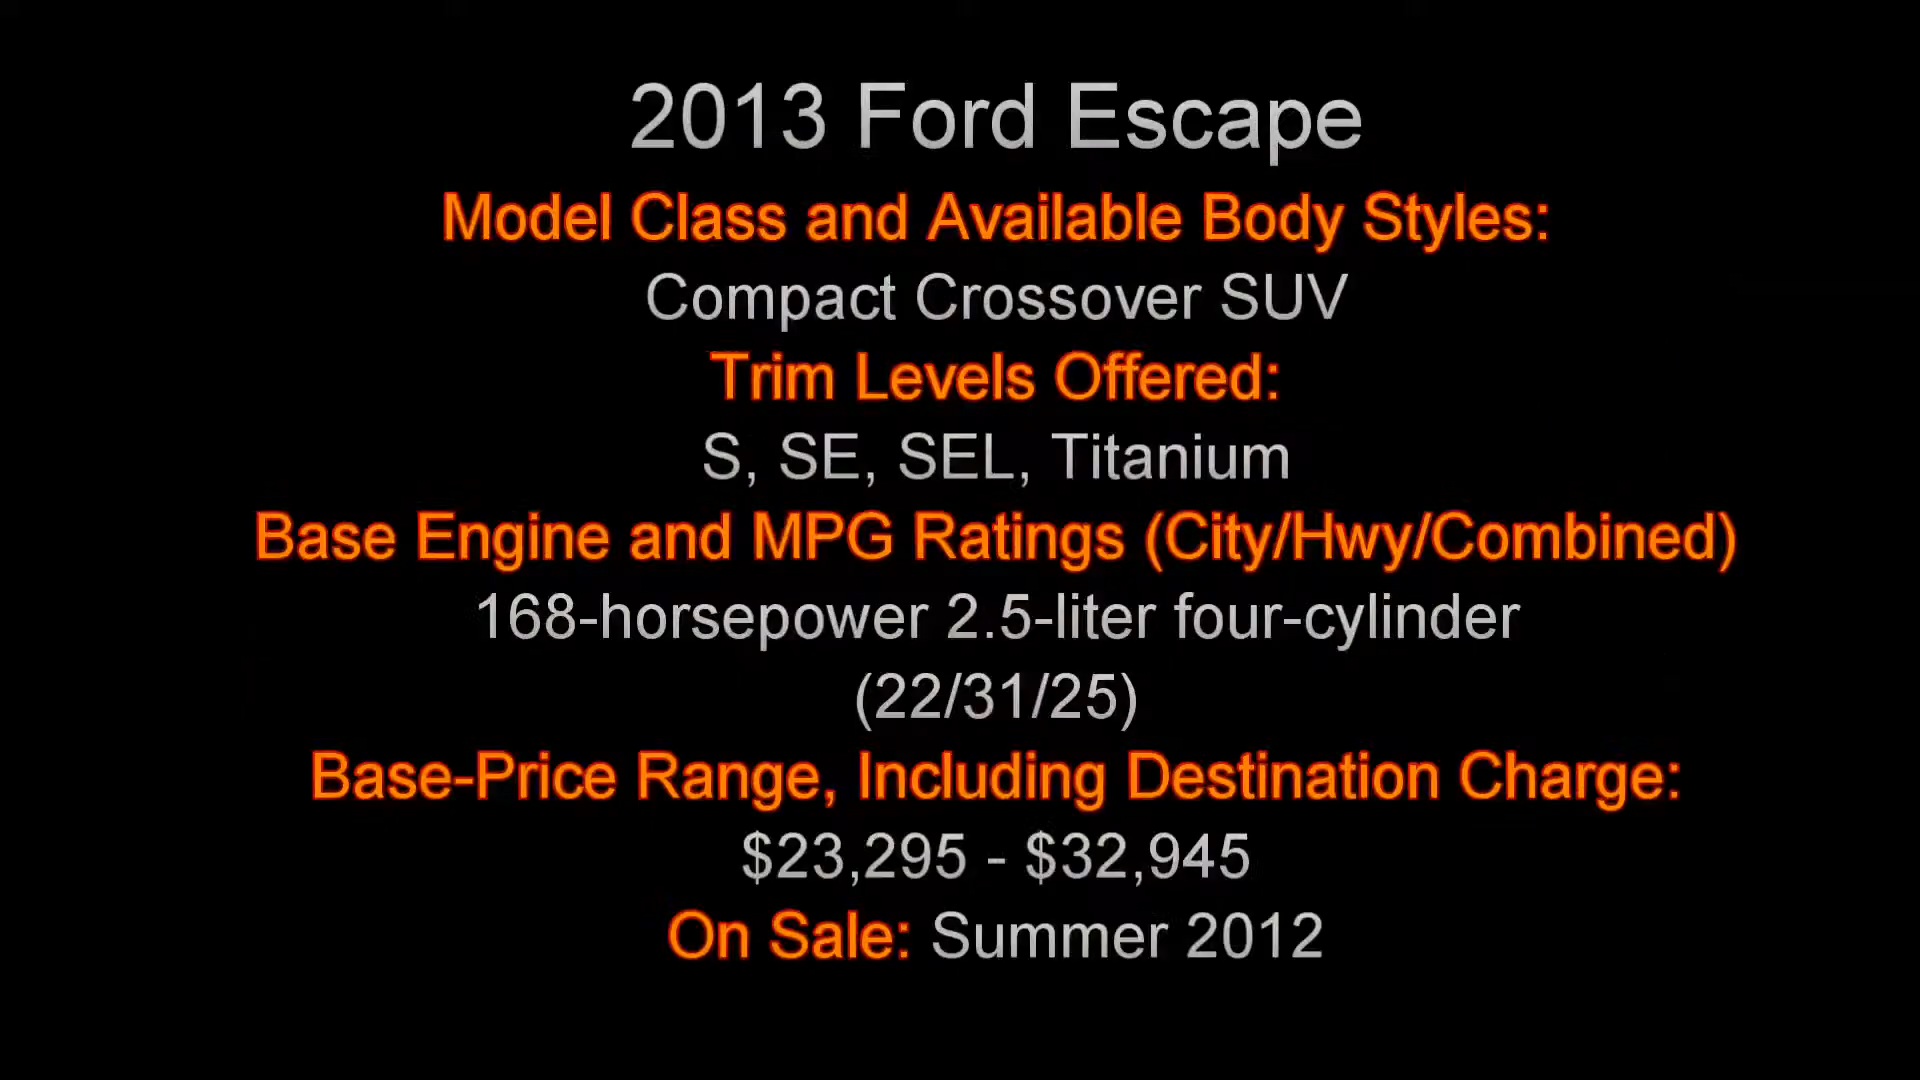 2013 Ford Escape
Model Class and Available Body Styles:
Compact Crossover SUV
Trim Levels Offered:
S, SE, SEL, Titanium
Base Engine and MPG Ratings (City/Hwy/Combined)
168-horsepower 2.5-liter four-cylinder
(22/31/25)
Base-Price Range, Including Destination Charge:
$23,295 - $32,945
On Sale: Summer 2012